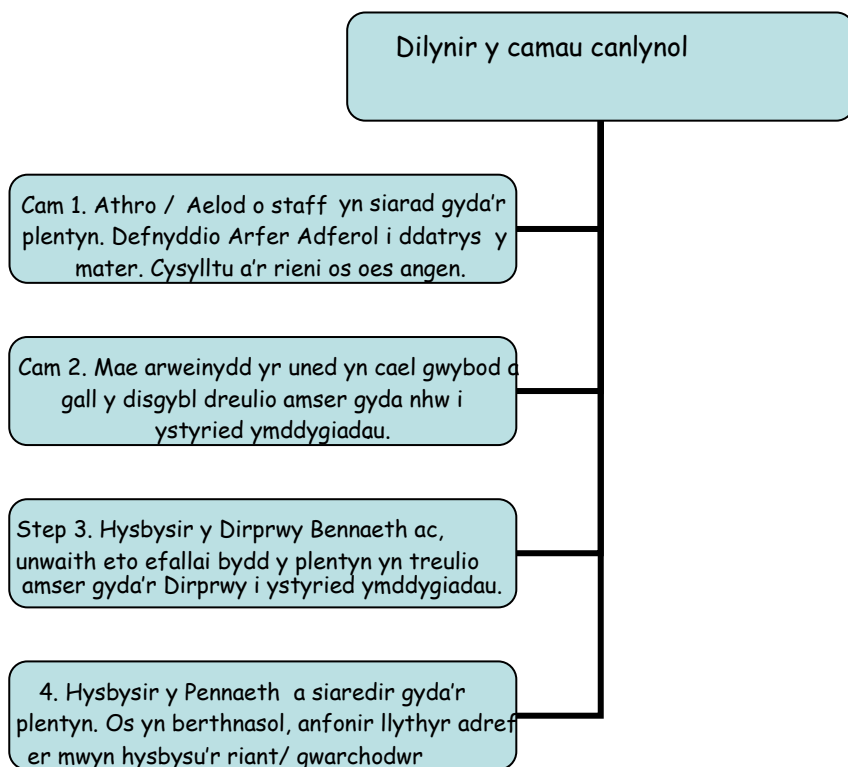 Dilynir y camau canlynol
Cam 1. Athro / Aelod o staff yn siarad gyda'r
plentyn. Defnyddio Arfer Adferol i ddatrys y
mater. Cysylltu a'r rieni os oes angen.
Cam 2. Mae arweinydd yr uned yn cael gwybod a
gall y disgybl dreulio amser gyda nhw i
ystyried ymddygiadau.
Step 3. Hysbysir y Dirprwy Bennaeth ac,
unwaith eto efallai bydd y plentyn yn treulio
amser gyda'r Dirprwy i ystyried ymddygiadau.
4. Hysbysir y Pennaeth a siaredir gyda'r
plentyn. Os yn berthnasol, anfonir llythyr adref
er mwyn hysbysu'r riant/ gwarchodwr